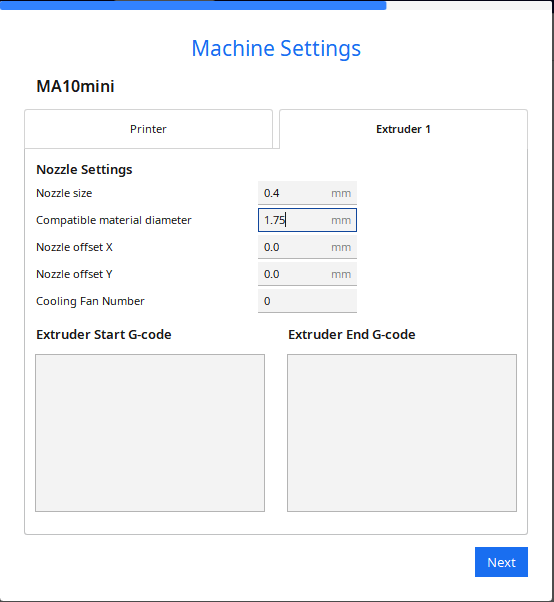 Machine Settings
MA10mini
Printer
Extruder 1
Nozzle Settings
Nozzle size 0.4 mm
Compatible material diameter 1.75 mm
Nozzle offset X 0.0 mm
Nozzle offset Y 0.0 mm
Cooling Fan Number 0
Extruder Start G-code
Extruder End G-code
Next